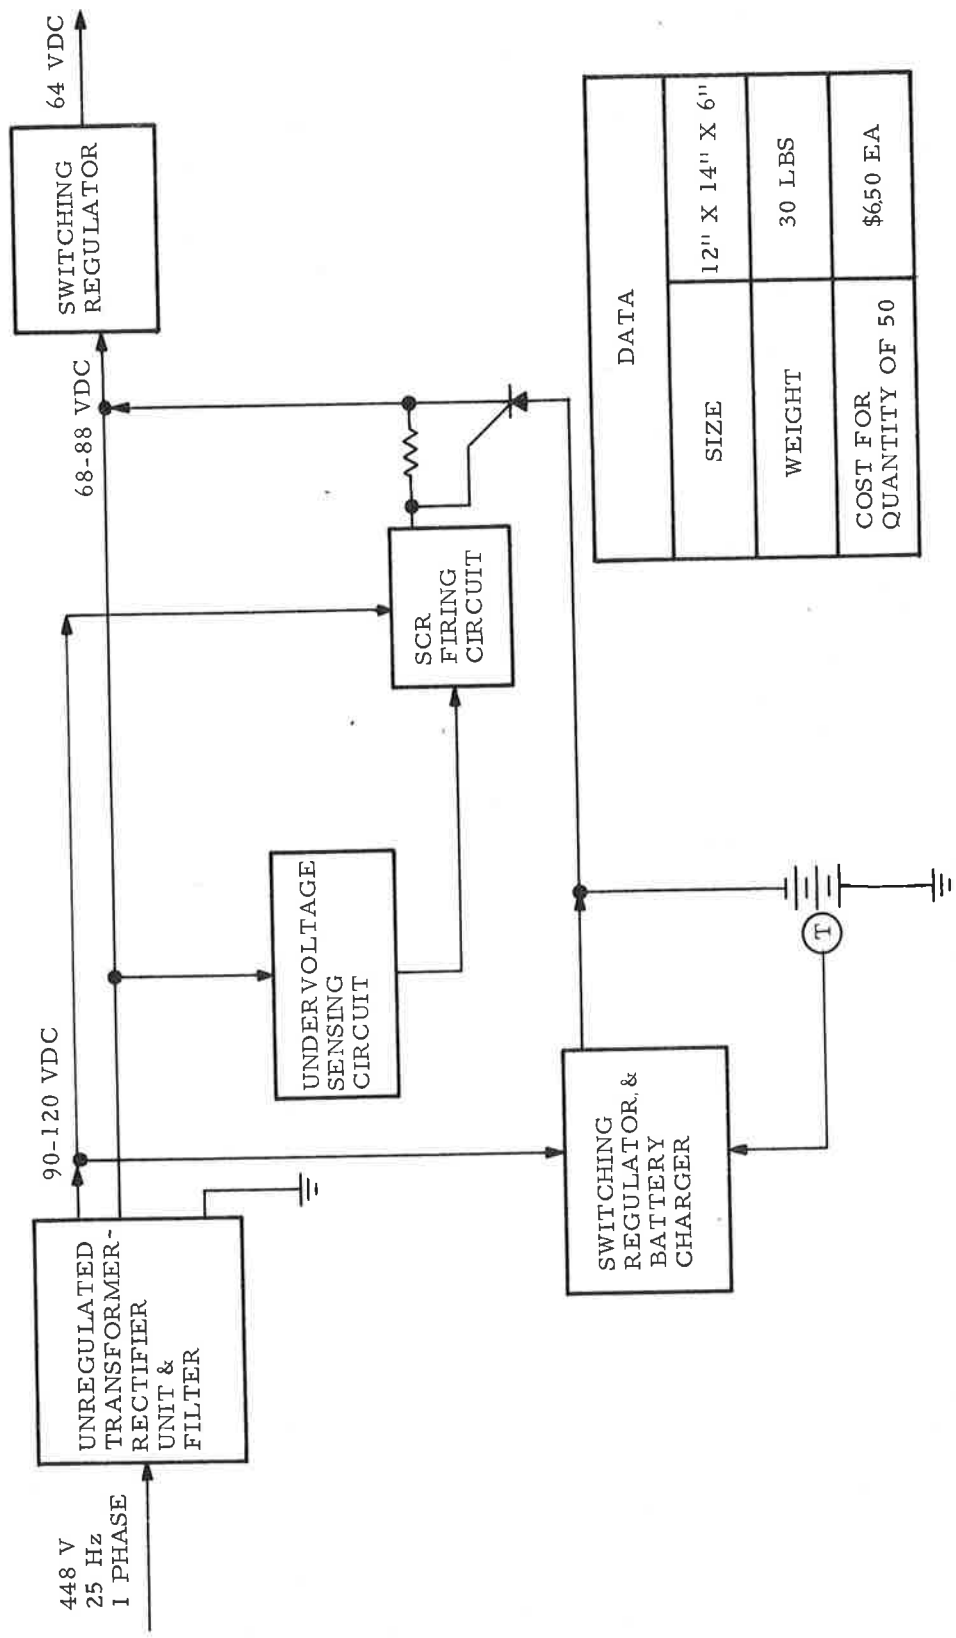 448 V
25 Hz
1 PHASE
UNREGULATED
TRANSFORMER-
RECTIFIER
UNIT &
FILTER
90-120 VDC
68-88 VDC
SWITCHING
REGULATOR
64 VDC
UNDERVOLTAGE
SENSING
CIRCUIT
SCR
FIRING
CIRCUIT
SWITCHING
REGULATOR, &
BATTERY
CHARGER
T
DATA
SIZE
12" X 14" X 6"
WEIGHT
30 LBS
COST FOR
QUANTITY OF 50
$650 EA